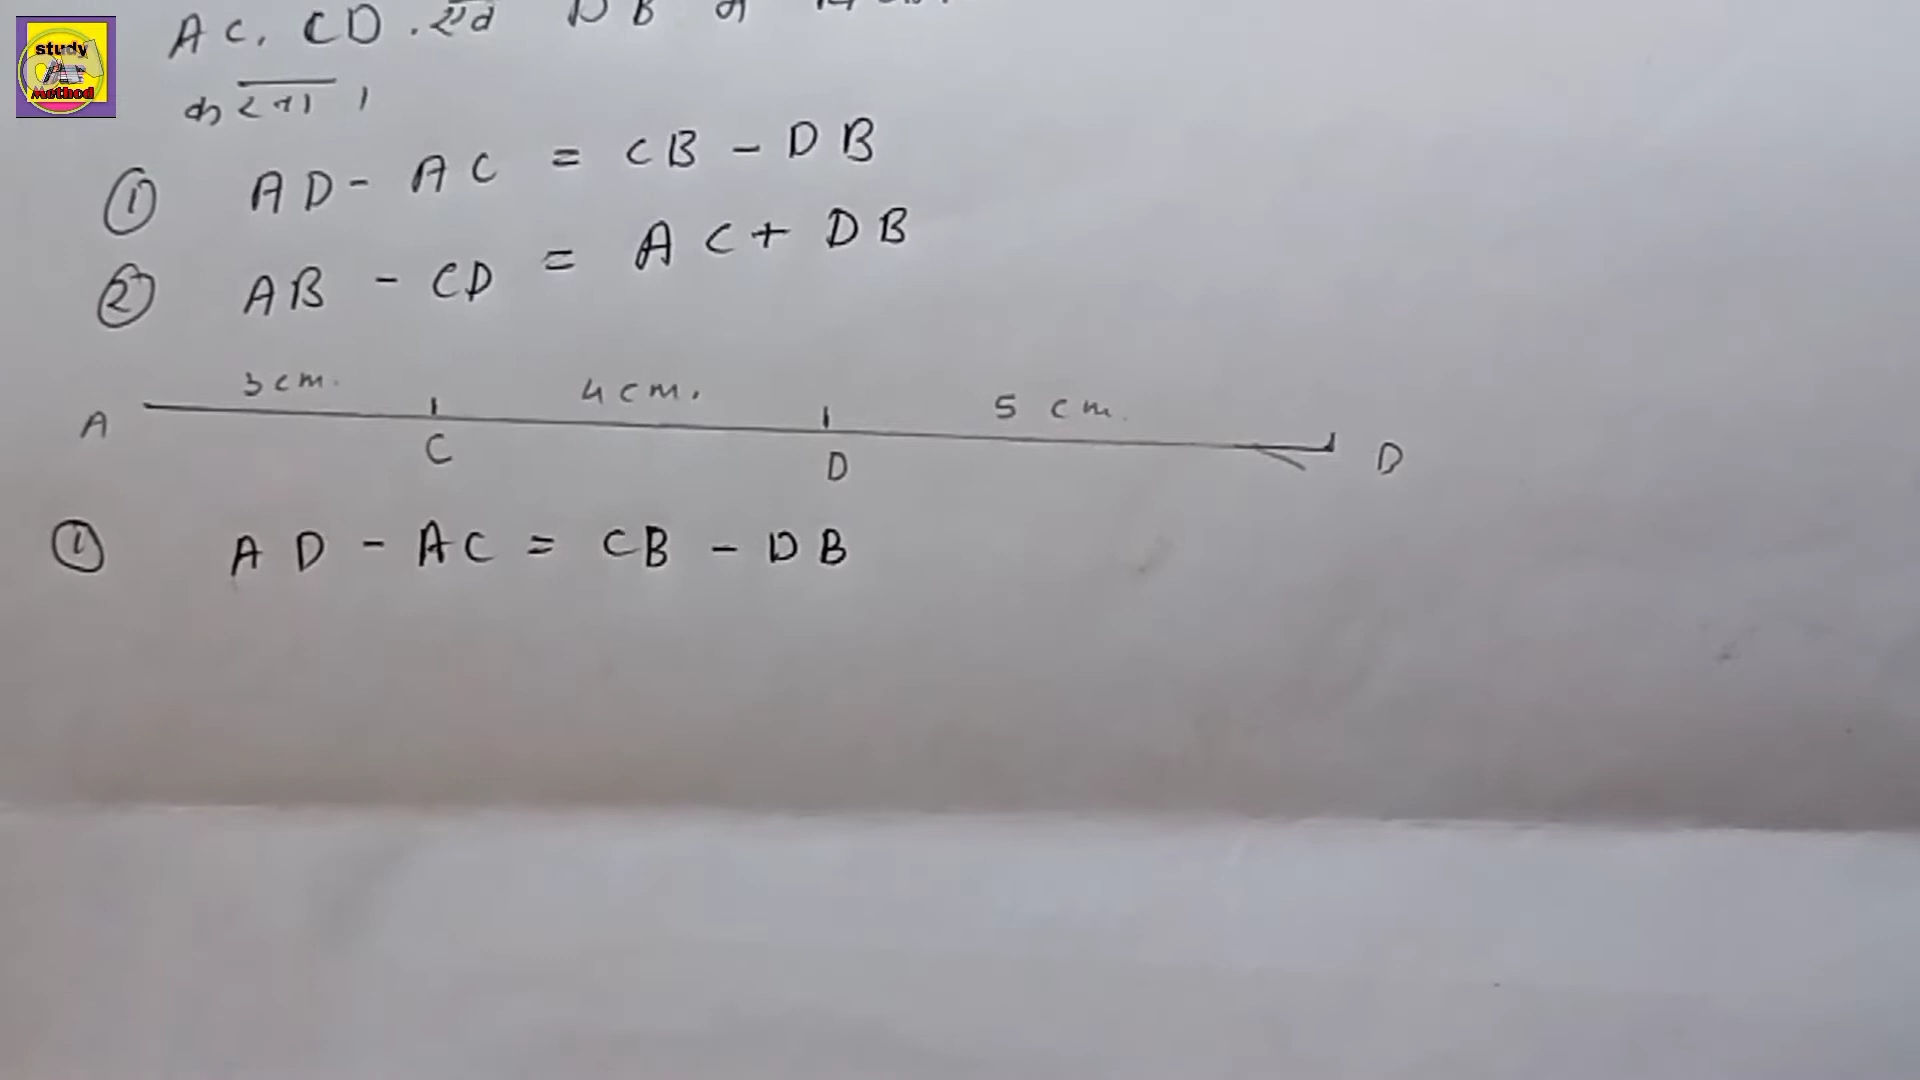 study
Method
AC, CD. एवं DB में
करना ।
① AD - AC = CB - DB
② AB - CD = AC + DB
3 cm. 4 cm. 5 cm.
A C D B
① AD - AC = CB - DB